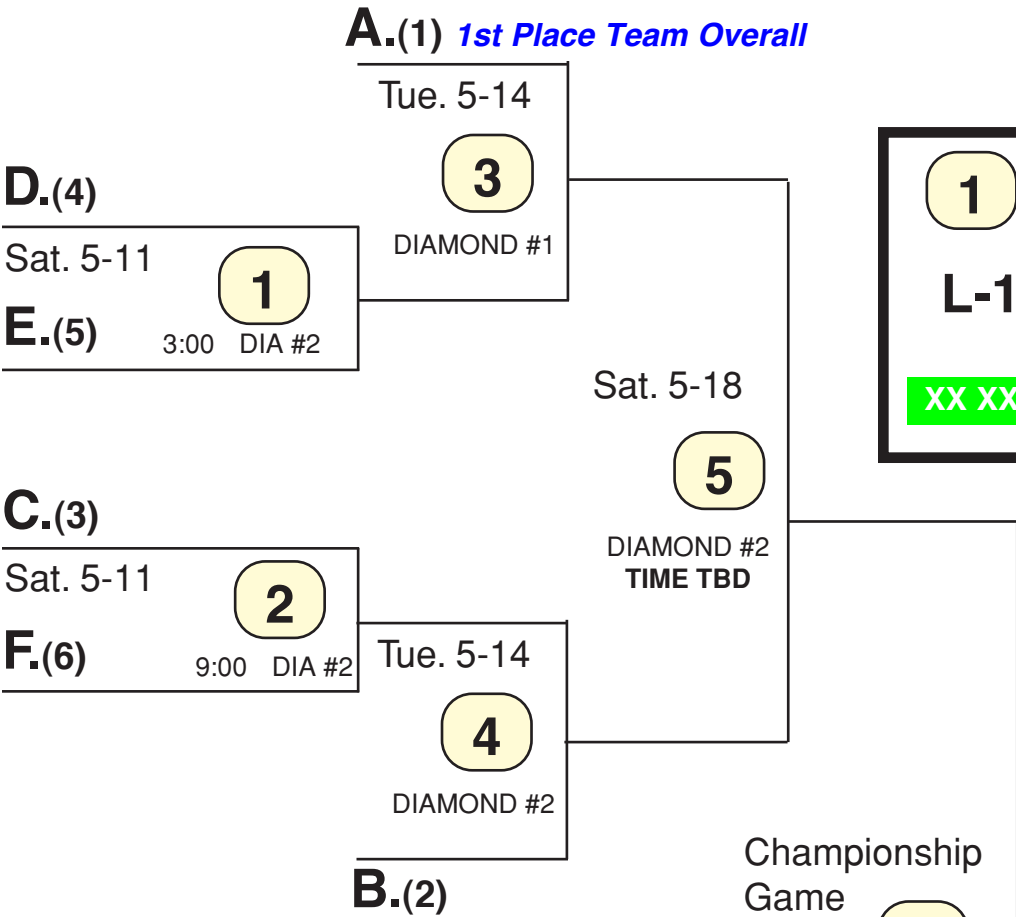 A.(1) 1st Place Team Overall
Tue. 5-14
3
DIAMOND #1
D.(4)
Sat. 5-11
1
E.(5)
3:00 DIA #2
1
L-1
XX XX
Sat. 5-18
5
DIAMOND #2
TIME TBD
C.(3)
Sat. 5-11
2
F.(6)
9:00 DIA #2
Tue. 5-14
4
DIAMOND #2
B.(2)
Championship
Game